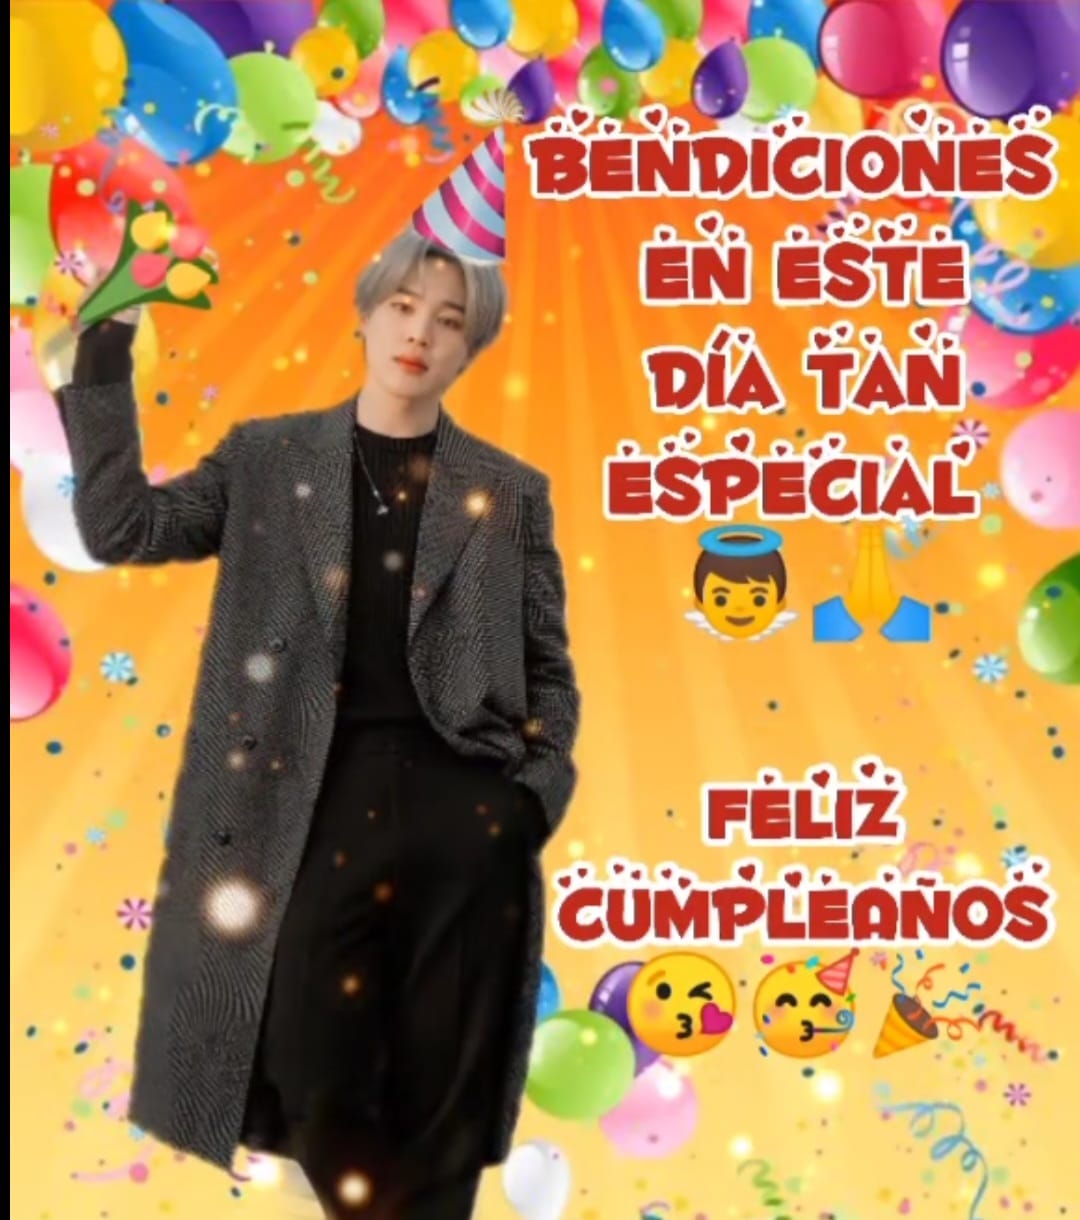 BENDICIONES
EN ESTE
DÍA TAN
ESPECIAL
FELIZ
CUMPLEAÑOS